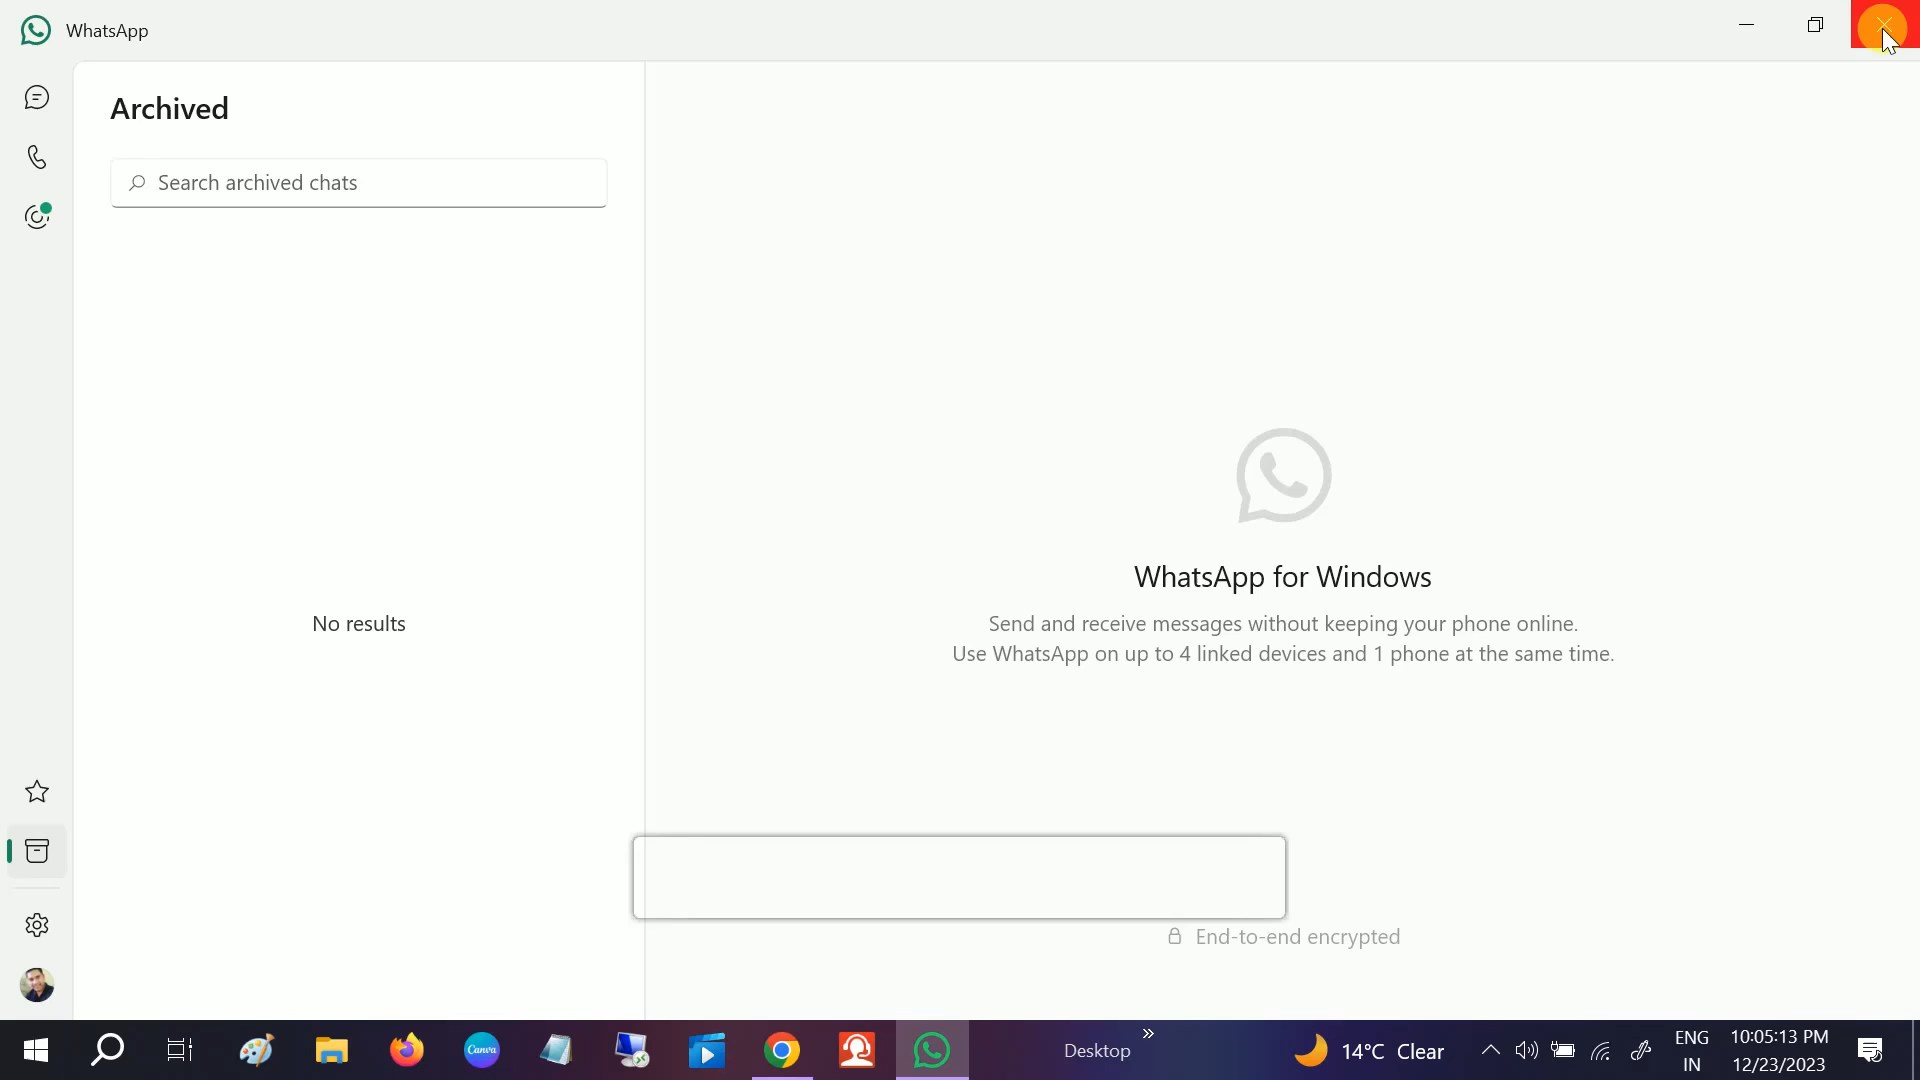 WhatsApp
Archived
Search archived chats
No results
WhatsApp for Windows
Send and receive messages without keeping your phone online.
Use WhatsApp on up to 4 linked devices and 1 phone at the same time.
End-to-end encrypted
Canva
Desktop
14°C Clear
ENG
IN
10:05:13 PM
12/23/2023